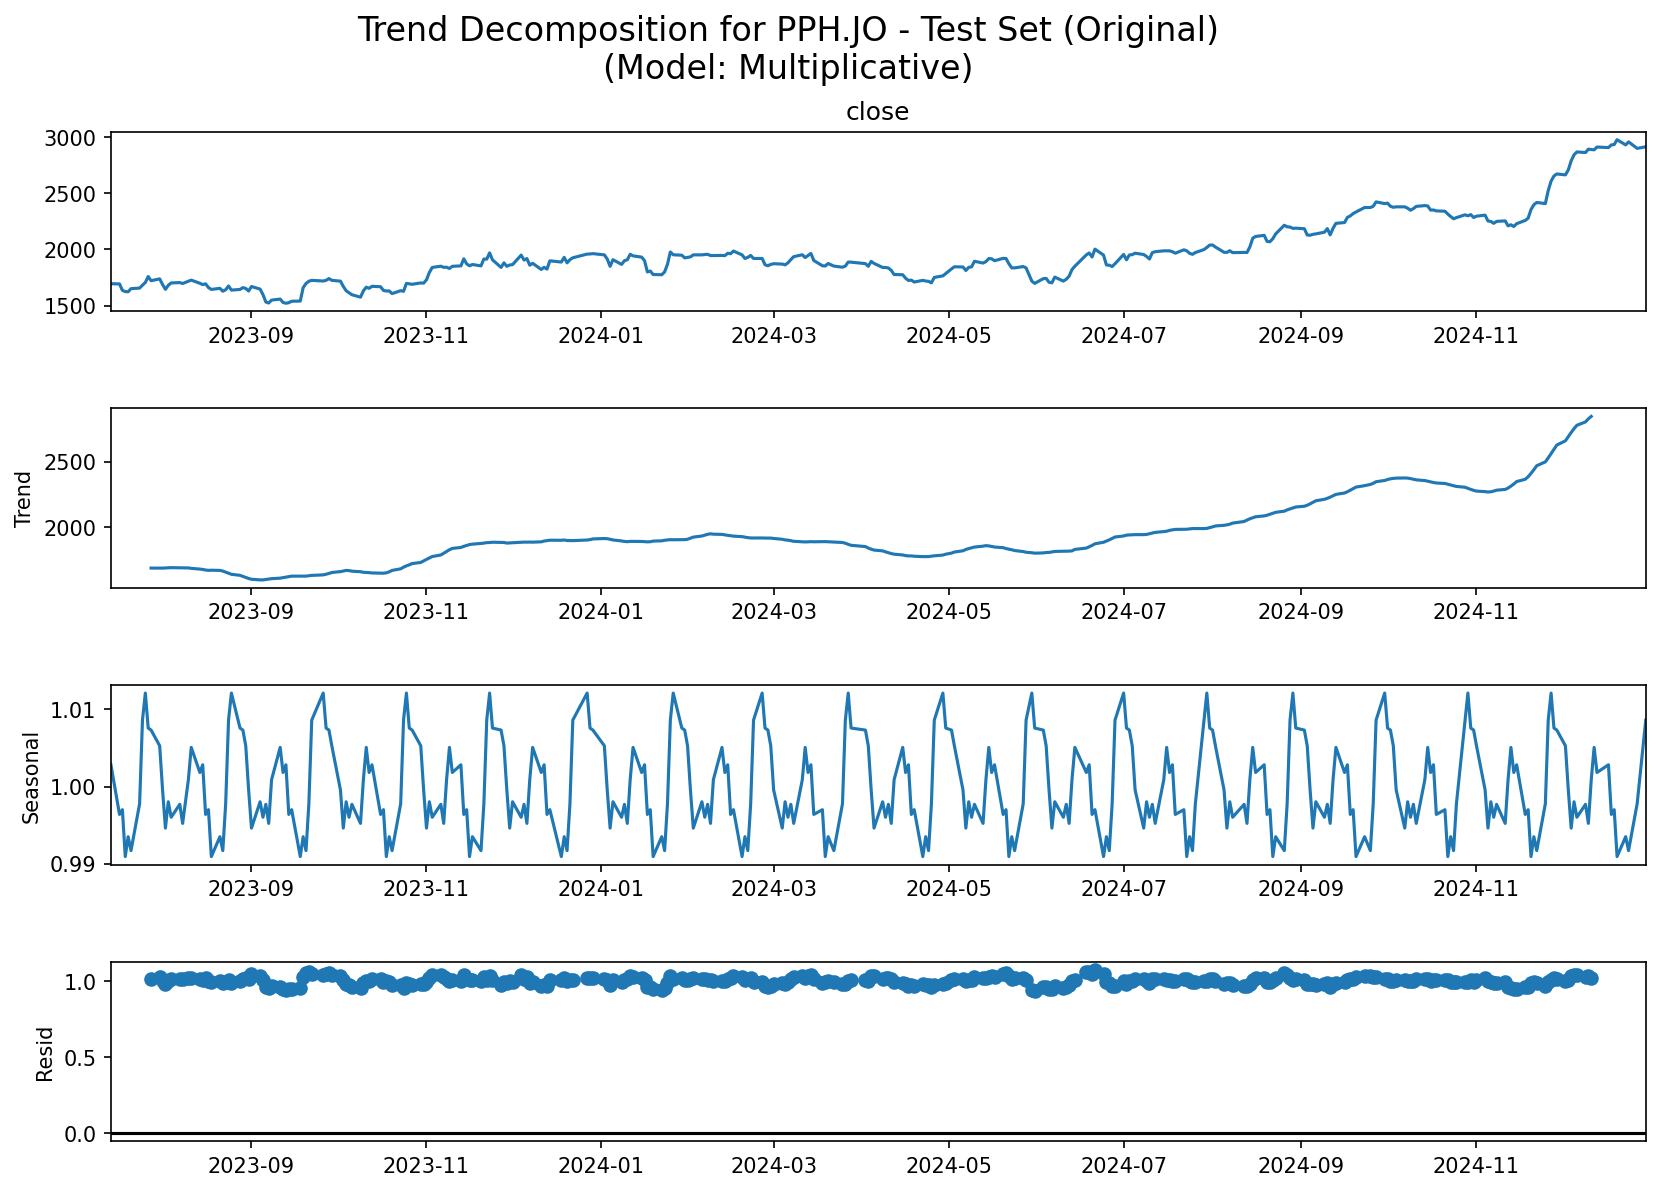 Trend Decomposition for PPH.JO - Test Set (Original)
(Model: Multiplicative)
close
3000
2500
2000
1500
2023-09 2023-11 2024-01 2024-03 2024-05 2024-07 2024-09 2024-11
Trend
2500
2000
2023-09 2023-11 2024-01 2024-03 2024-05 2024-07 2024-09 2024-11
Seasonal
1.01
1.00
0.99
2023-09 2023-11 2024-01 2024-03 2024-05 2024-07 2024-09 2024-11
Resid
1.0
0.5
0.0
2023-09 2023-11 2024-01 2024-03 2024-05 2024-07 2024-09 2024-11